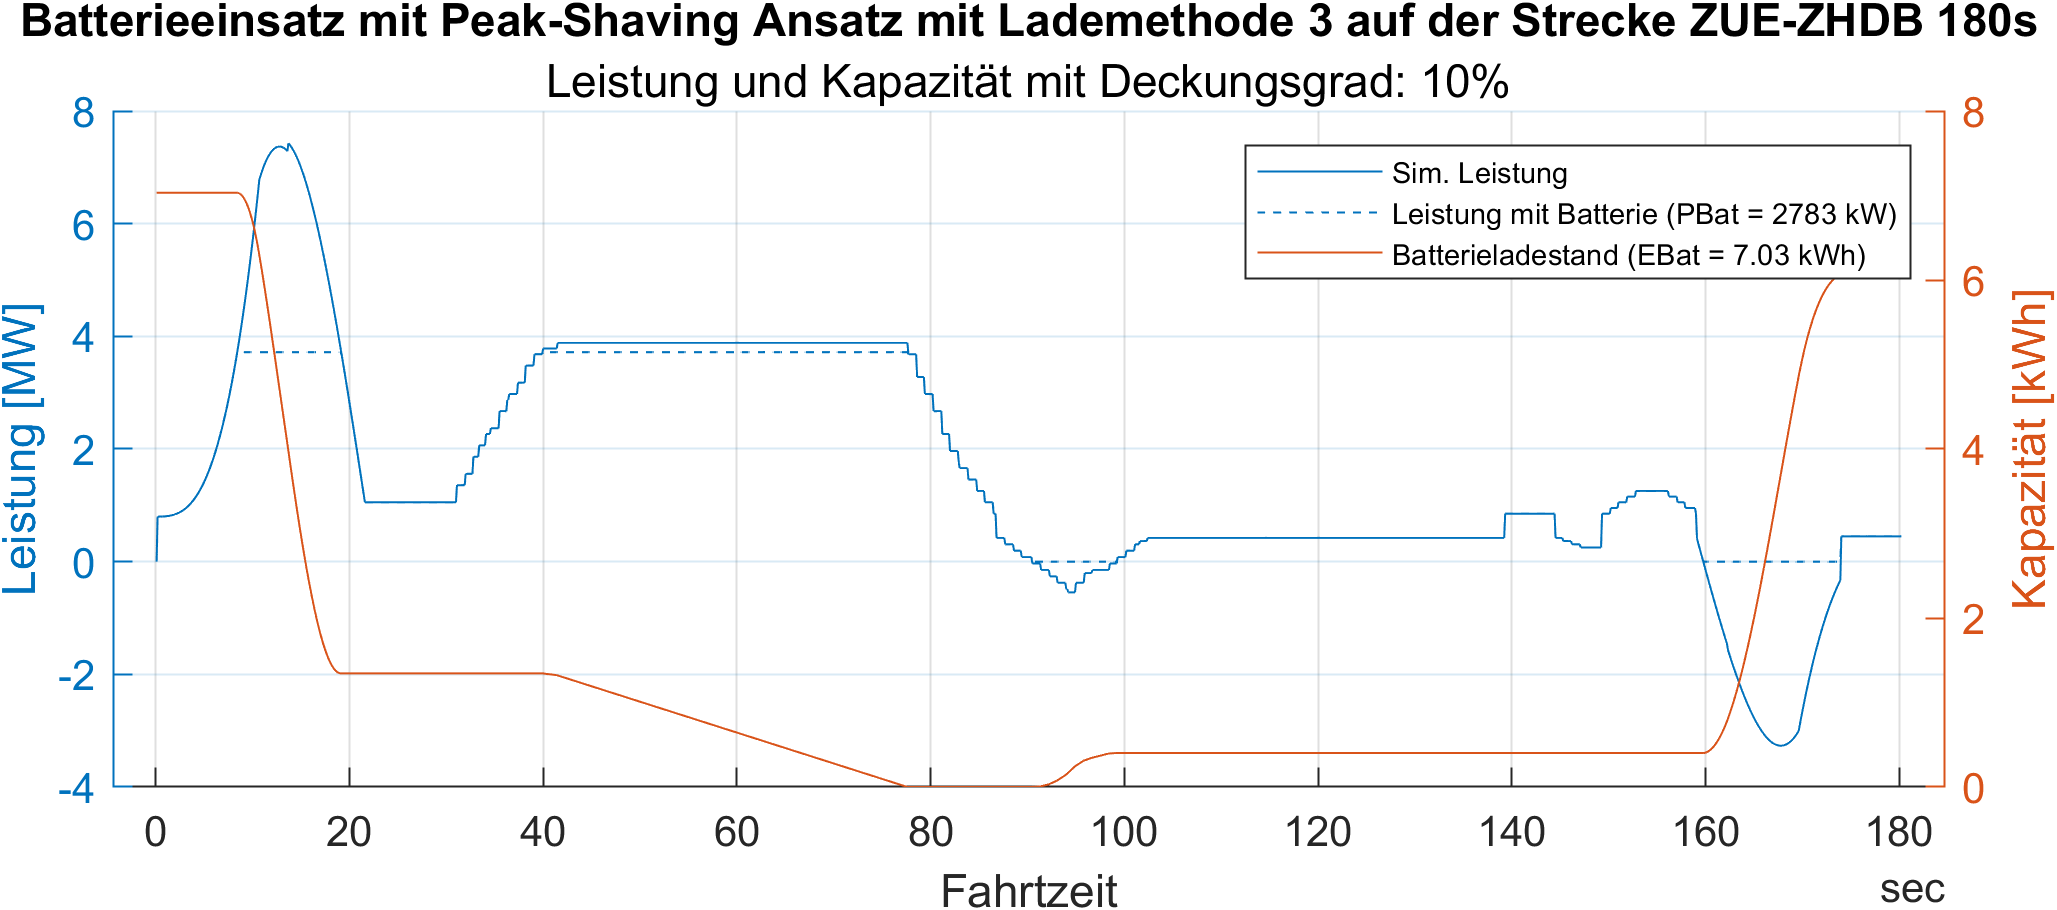 Batterieeinsatz mit Peak-Shaving Ansatz mit Lademethode 3 auf der Strecke ZUE-ZHDB 180s
Leistung und Kapazität mit Deckungsgrad: 10%
Leistung [MW]
8
6
4
2
0
-2
-4
Sim. Leistung
Leistung mit Batterie (PBat = 2783 kW)
Batterieladestand (EBat = 7.03 kWh)
8
6
4
2
0
Kapazität [kWh]
0 20 40 60 80 100 120 140 160 180
Fahrtzeit
sec